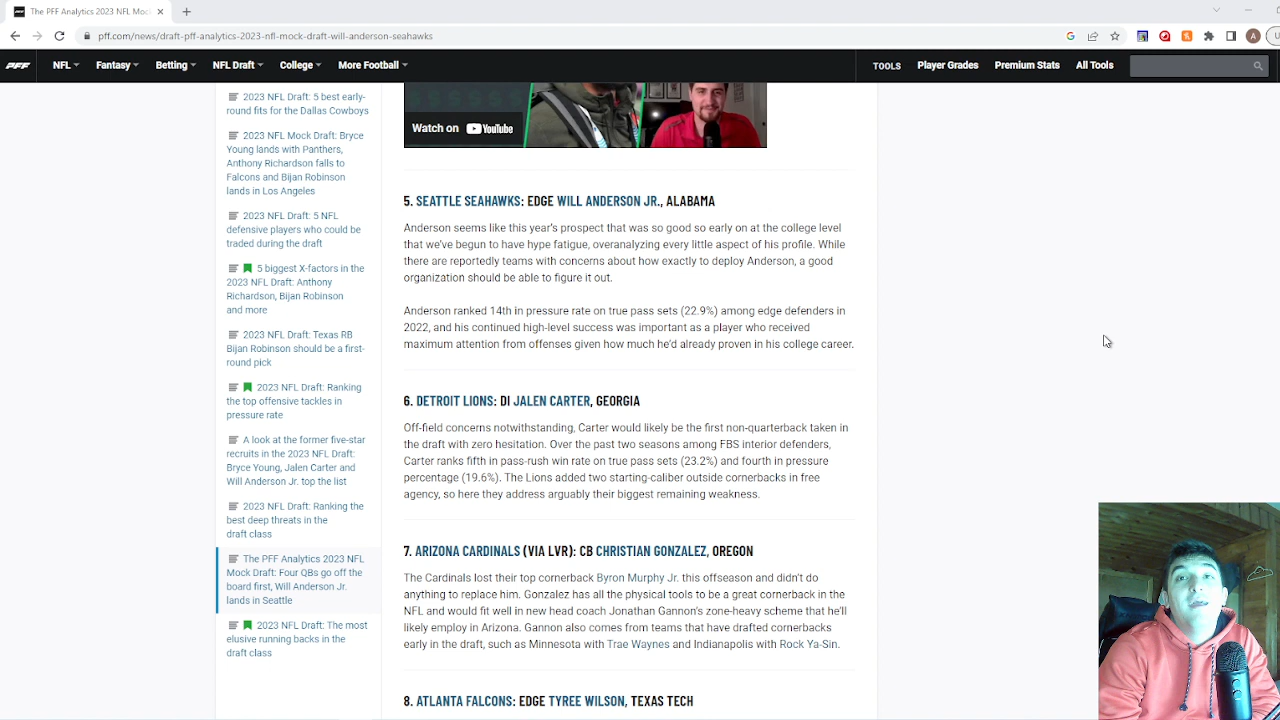 The PFF Analytics 2023 NFL Moc
pff.com/news/draft-pff-analytics-2023-nfl-mock-draft-will-anderson-seahawks
PFF NFL Fantasy Betting NFL Draft College More Football TOOLS Player Grades Premium Stats All Tools
2023 NFL Draft: 5 best early-
round fits for the Dallas Cowboys
2023 NFL Mock Draft: Bryce
Young lands with Panthers,
Anthony Richardson falls to
Falcons and Bijan Robinson
lands in Los Angeles
2023 NFL Draft: 5 NFL
defensive players who could be
traded during the draft
5 biggest X-factors in the
2023 NFL Draft: Anthony
Richardson, Bijan Robinson
and more
2023 NFL Draft: Texas RB
Bijan Robinson should be a first-
round pick
2023 NFL Draft: Ranking
the top offensive tackles in
pressure rate
A look at the former five-star
recruits in the 2023 NFL Draft:
Bryce Young, Jalen Carter and
Will Anderson Jr. top the list
2023 NFL Draft: Ranking the
best deep threats in the
draft class
The PFF Analytics 2023 NFL
Mock Draft: Four QBs go off the
board first, Will Anderson Jr.
lands in Seattle
2023 NFL Draft: The most
elusive running backs in the
draft class
Watch on YouTube
5. SEATTLE SEAHAWKS: EDGE WILL ANDERSON JR., ALABAMA
Anderson seems like this year's prospect that was so good so early on at the college level
that we've begun to have hype fatigue, overanalyzing every little aspect of his profile. While
there are reportedly teams with concerns about how exactly to deploy Anderson, a good
organization should be able to figure it out.
Anderson ranked 14th in pressure rate on true pass sets (22.9%) among edge defenders in
2022, and his continued high-level success was important as a player who received
maximum attention from offenses given how much he'd already proven in his college career.
6. DETROIT LIONS: DI JALEN CARTER, GEORGIA
Off-field concerns notwithstanding, Carter would likely be the first non-quarterback taken in
the draft with zero hesitation. Over the past two seasons among FBS interior defenders,
Carter ranks fifth in pass-rush win rate on true pass sets (23.2%) and fourth in pressure
percentage (19.6%). The Lions added two starting-caliber outside cornerbacks in free
agency, so here they address arguably their biggest remaining weakness.
7. ARIZONA CARDINALS (VIA LVR): CB CHRISTIAN GONZALEZ, OREGON
The Cardinals lost their top cornerback Byron Murphy Jr. this offseason and didn't do
anything to replace him. Gonzalez has all the physical tools to be a great cornerback in the
NFL and would fit well in new head coach Jonathan Gannon's zone-heavy scheme that he'll
likely employ in Arizona. Gannon also comes from teams that have drafted cornerbacks
early in the draft, such as Minnesota with Trae Waynes and Indianapolis with Rock Ya-Sin.
8. ATLANTA FALCONS: EDGE TYREE WILSON, TEXAS TECH